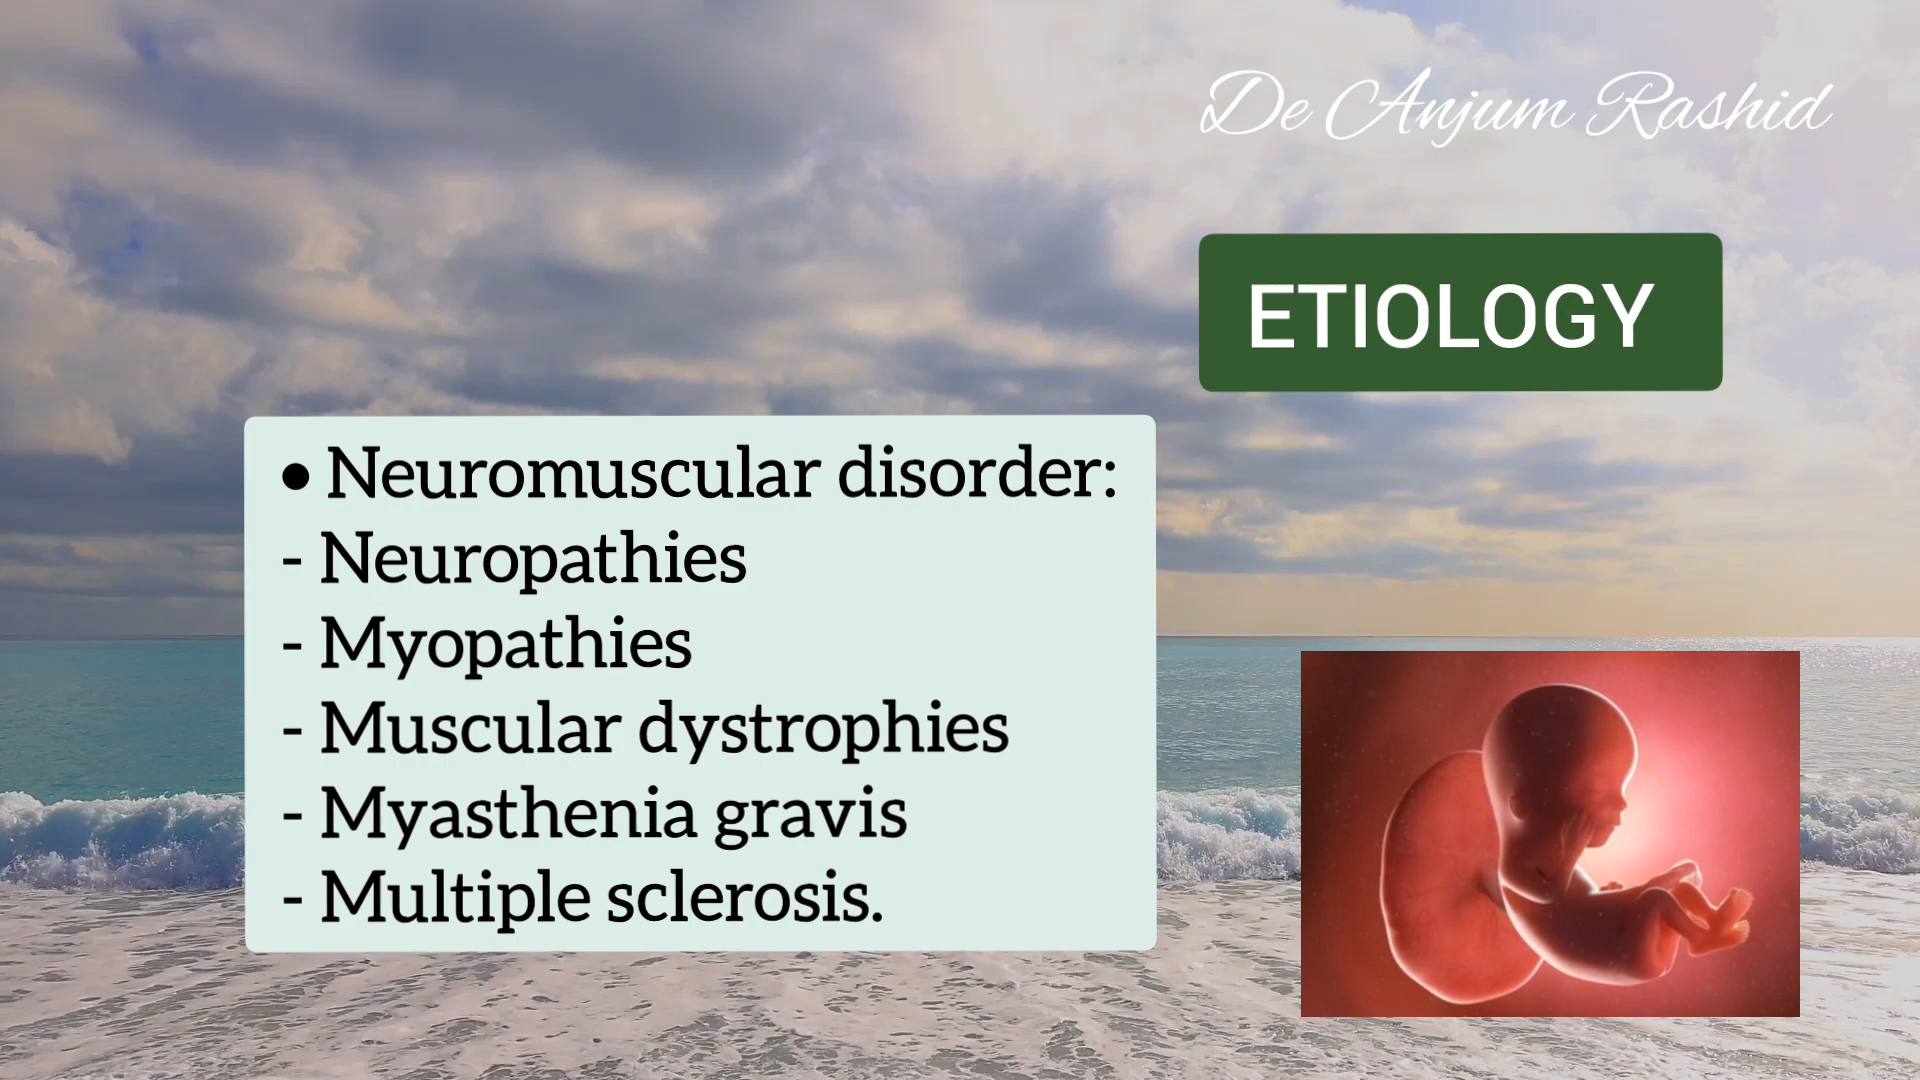 De Anjum Rashid
ETIOLOGY
• Neuromuscular disorder:
- Neuropathies
- Myopathies
- Muscular dystrophies
- Myasthenia gravis
- Multiple sclerosis.